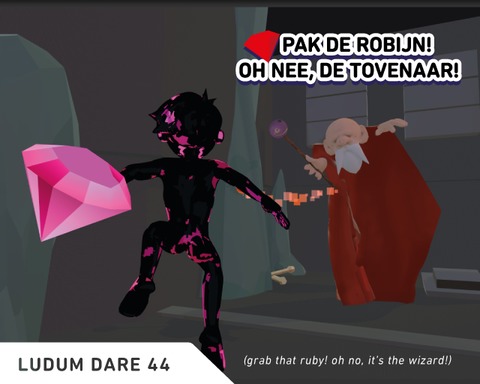 PAK DE ROBIJN!
OH NEE, DE TOVENAAR!
LUDUM DARE 44
(grab that ruby! oh no, it's the wizard!)